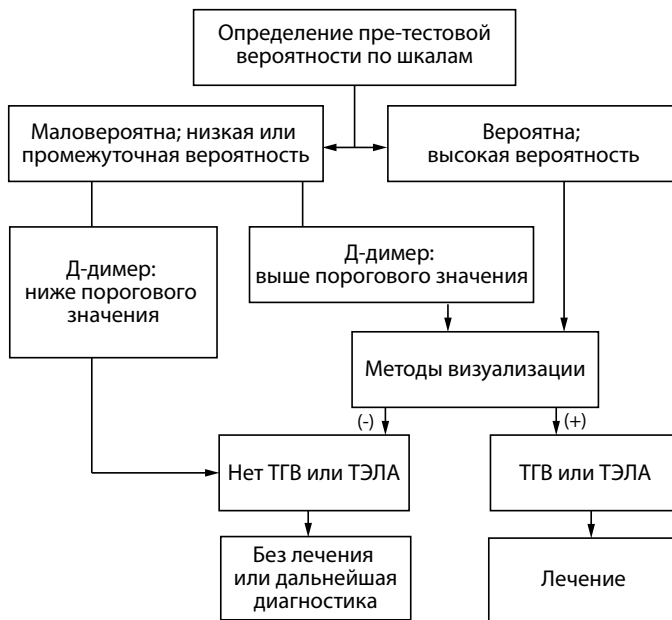 Определение пре-тестовой
вероятности по шкалам
Маловероятна; низкая или
промежуточная вероятность
Вероятна;
высокая вероятность
Д-димер:
ниже порогового
значения
Д-димер:
выше порогового значения
Методы визуализации
(-)
(+)
Нет ТГВ или ТЭЛА
ТГВ или ТЭЛА
Без лечения
или дальнейшая
диагностика
Лечение